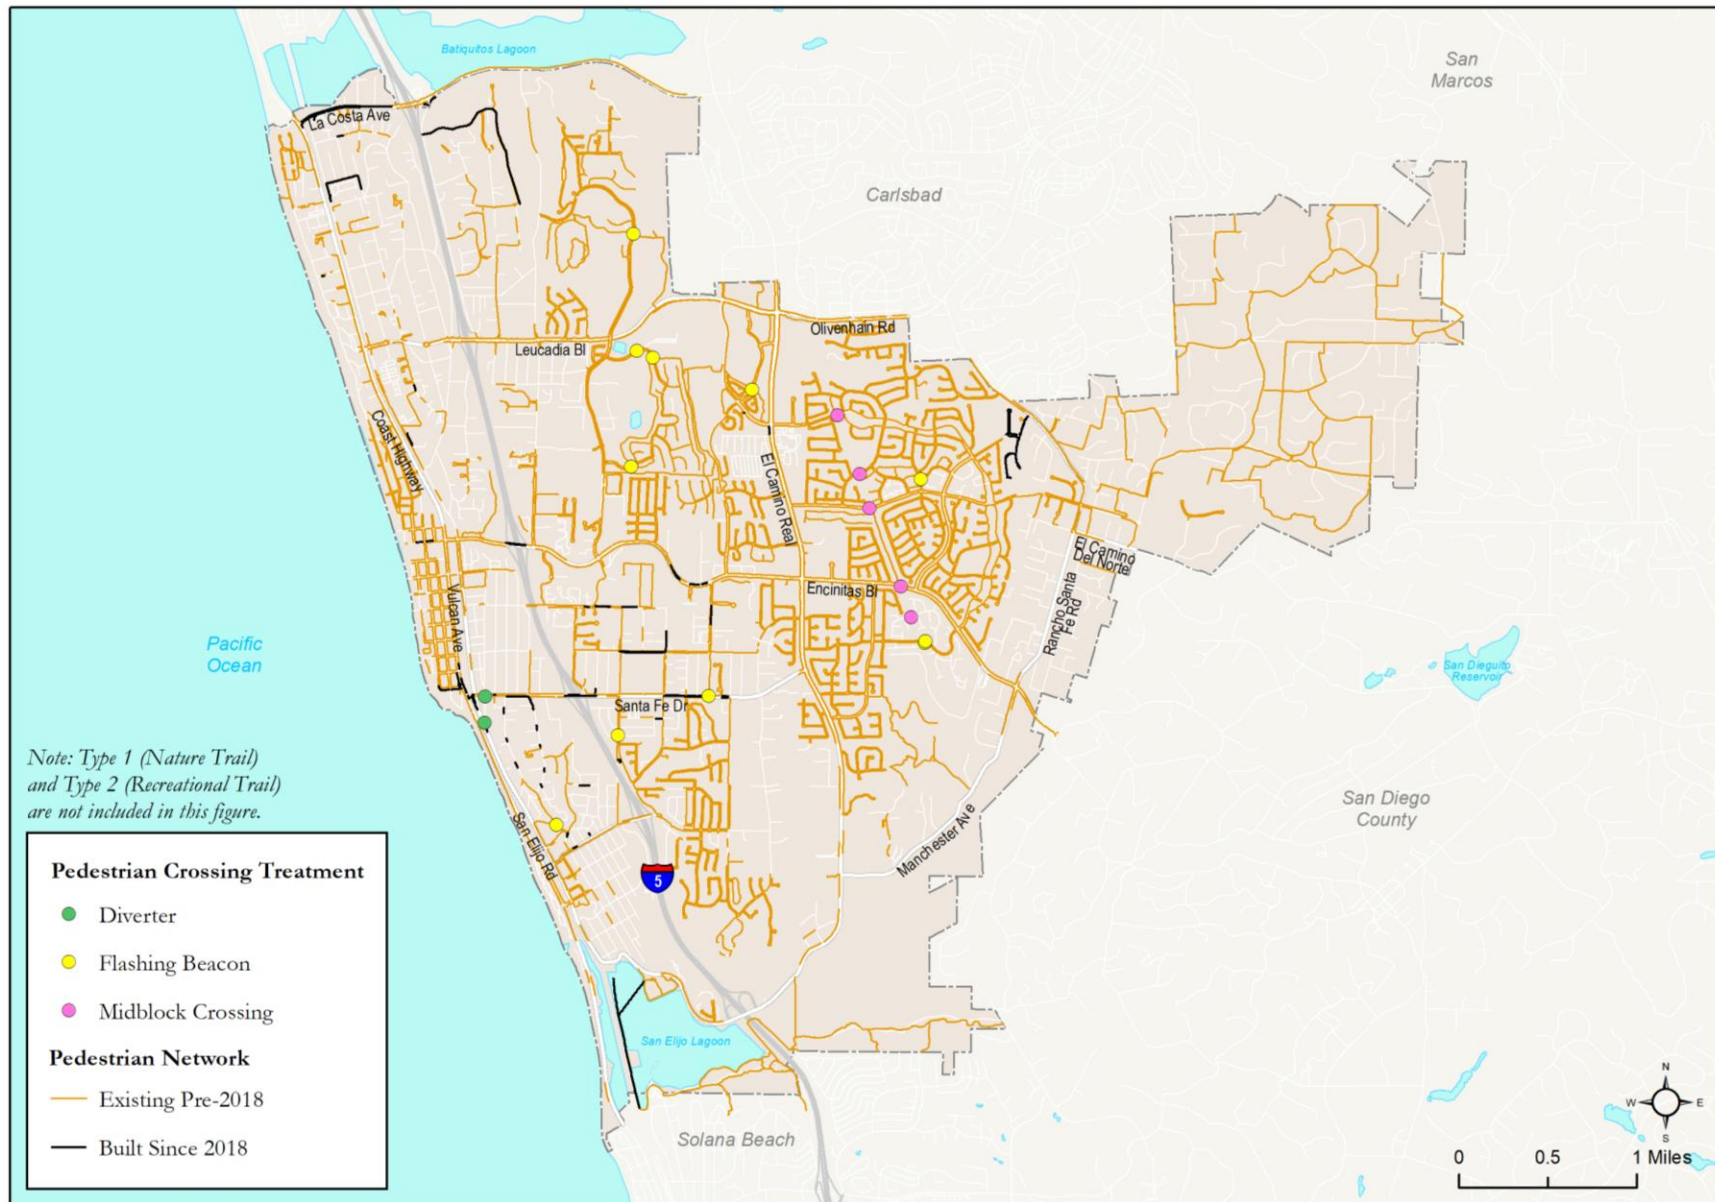 Batiquitos Lagoon
San
Marcos
La Costa Ave
Carlsbad
Olivenhain Rd
Leucadia Bl
Coast Highway
El Camino Real
El Camino
Del Norte
Encinitas Bl
Vulcan Ave
Rancho Santa
Fe Rd
Pacific
Ocean
San Dieguito
Reservoir
Santa Fe Dr
Note: Type 1 (Nature Trail)
and Type 2 (Recreational Trail)
are not included in this figure.
San Diego
County
San Elijo Rd
Manchester Ave
5
Pedestrian Crossing Treatment
Diverter
Flashing Beacon
Midblock Crossing
Pedestrian Network
Existing Pre-2018
Built Since 2018
San Elijo Lagoon
Solana Beach
N
W
E
S
0 0.5 1 Miles